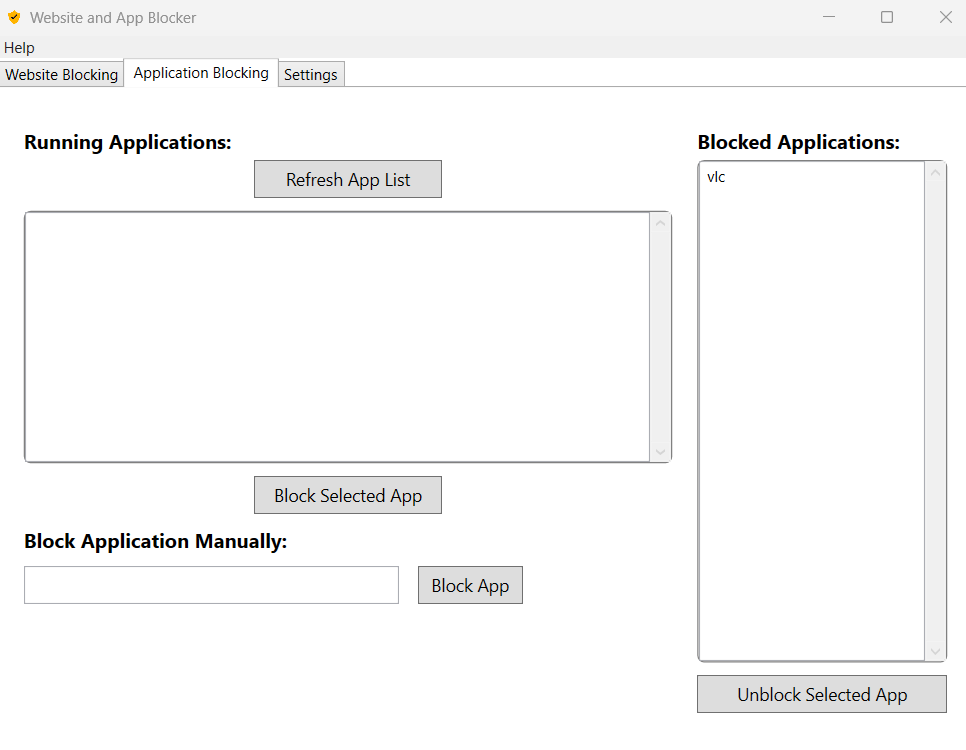 Website and App Blocker
Help
Website Blocking Application Blocking Settings
Running Applications:
Refresh App List
Block Selected App
Block Application Manually:
Block App
Blocked Applications:
vlc
Unblock Selected App